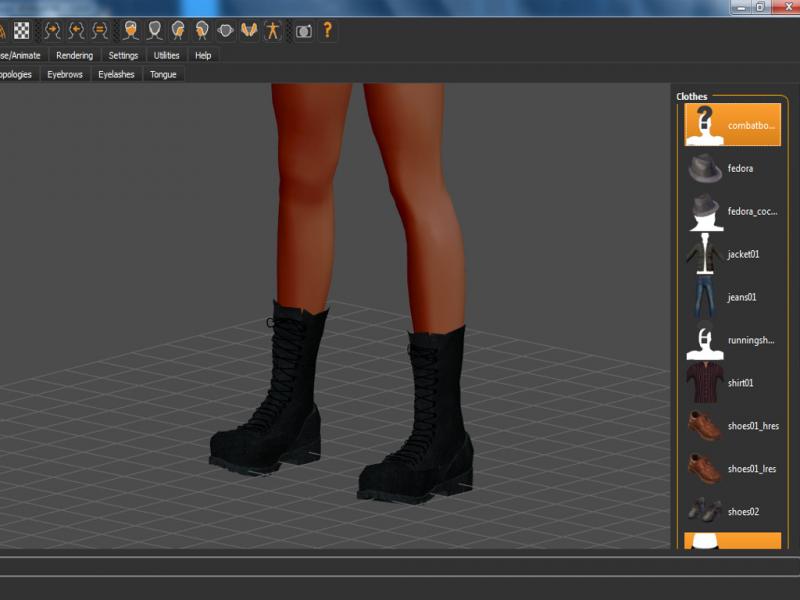 se/Animate Rendering Settings Utilities Help
opologies Eyebrows Eyelashes Tongue
Clothes
combatbo...
fedora
fedora_coc...
jacket01
jeans01
runningsh...
shirt01
shoes01_hres
shoes01_lres
shoes02